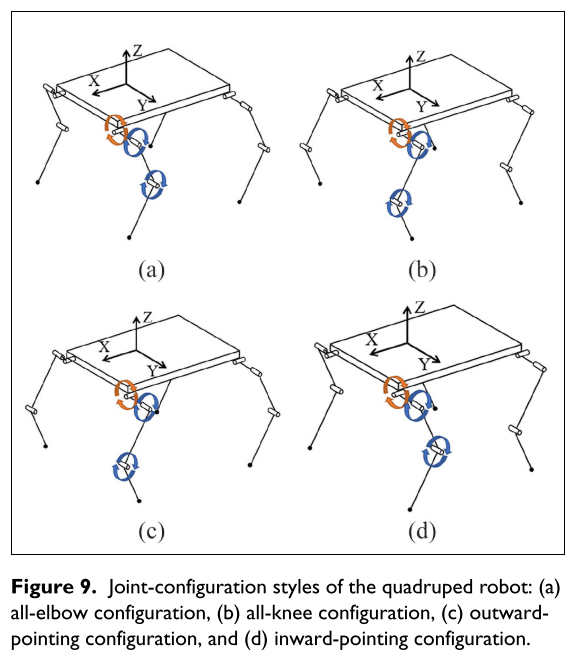 Z
X
Y
(a)
Z
X
Y
(b)
Z
X
Y
(c)
Z
X
Y
(d)
Figure 9. Joint-configuration styles of the quadruped robot: (a)
all-elbow configuration, (b) all-knee configuration, (c) outward-
pointing configuration, and (d) inward-pointing configuration.